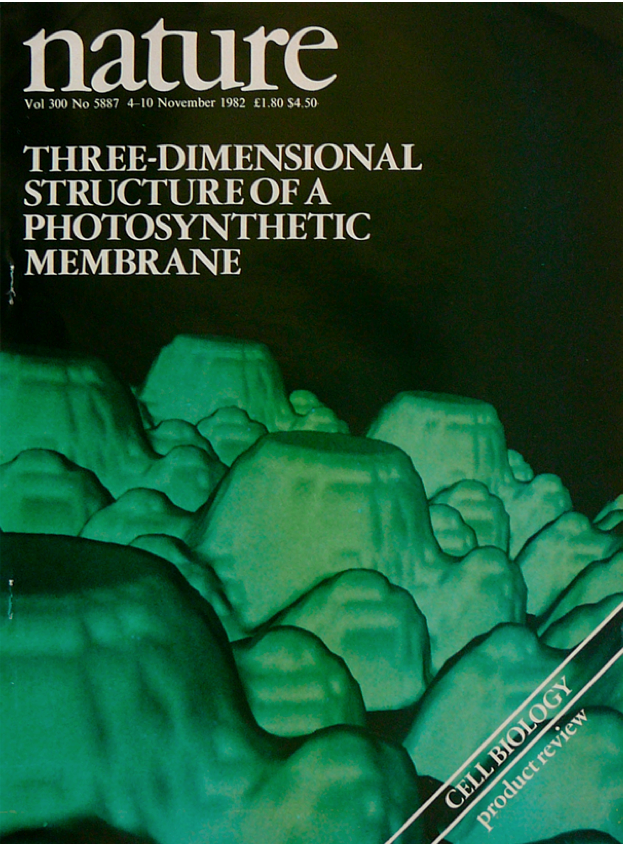 nature
Vol 300 No 5887 4–10 November 1982 £1.80 $4.50
THREE-DIMENSIONAL
STRUCTURE OF A
PHOTOSYNTHETIC
MEMBRANE
CELL BIOLOGY
product review